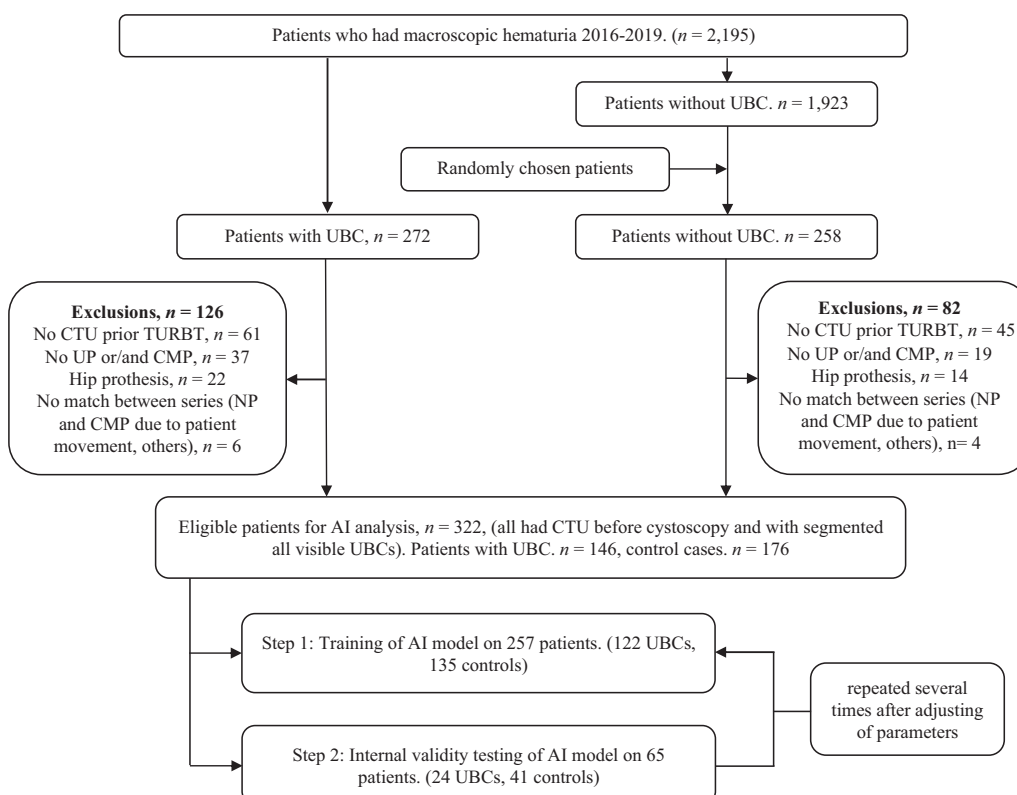 Patients who had macroscopic hematuria 2016-2019. (n = 2,195)
Patients without UBC. n = 1,923
Randomly chosen patients
Patients with UBC, n = 272
Patients without UBC. n = 258
Exclusions, n = 126
No CTU prior TURBT, n = 61
No UP or/and CMP, n = 37
Hip prothesis, n = 22
No match between series (NP
and CMP due to patient
movement, others), n = 6
Exclusions, n = 82
No CTU prior TURBT, n = 45
No UP or/and CMP, n = 19
Hip prothesis, n = 14
No match between series (NP
and CMP due to patient
movement, others), n= 4
Eligible patients for AI analysis, n = 322, (all had CTU before cystoscopy and with segmented
all visible UBCs). Patients with UBC. n = 146, control cases. n = 176
Step 1: Training of AI model on 257 patients. (122 UBCs,
135 controls)
repeated several
times after adjusting
of parameters
Step 2: Internal validity testing of AI model on 65
patients. (24 UBCs, 41 controls)